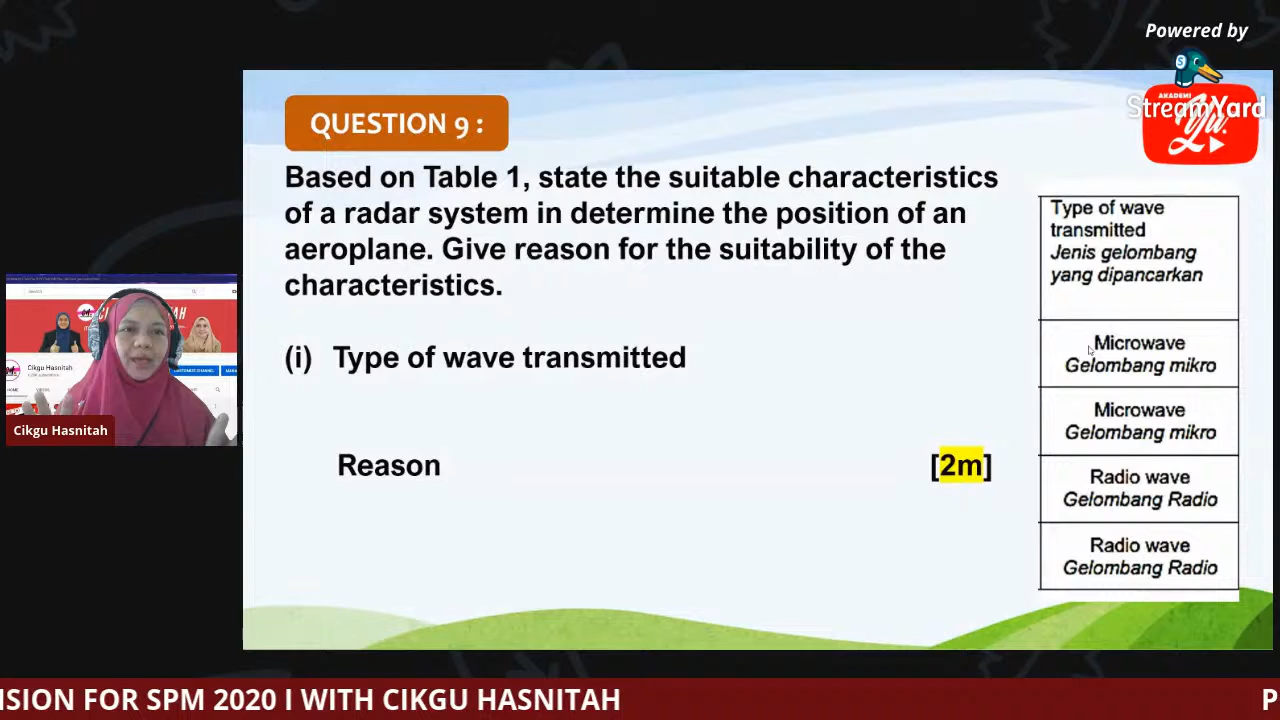 Powered by
StreamYard
AKADEMI
QUESTION 9 :
Based on Table 1, state the suitable characteristics
of a radar system in determine the position of an
aeroplane. Give reason for the suitability of the
characteristics.
(i) Type of wave transmitted
Reason [2m]
Type of wave
transmitted
Jenis gelombang
yang dipancarkan
Microwave
Gelombang mikro
Microwave
Gelombang mikro
Radio wave
Gelombang Radio
Radio wave
Gelombang Radio
Cikgu Hasnitah
Cikgu Hasnitah
ISION FOR SPM 2020 I WITH CIKGU HASNITAH
P